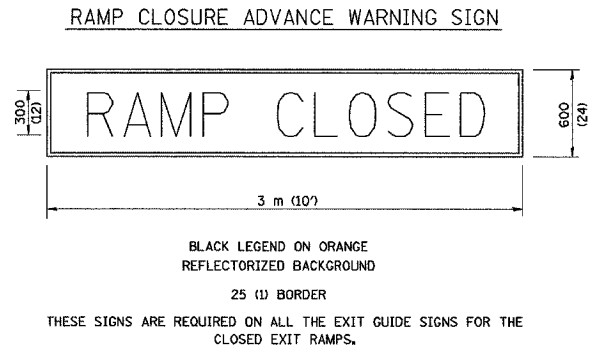 RAMP CLOSURE ADVANCE WARNING SIGN
300
(12)
RAMP CLOSED
600
(24)
3 m (10')
BLACK LEGEND ON ORANGE
REFLECTORIZED BACKGROUND
25 (1) BORDER
THESE SIGNS ARE REQUIRED ON ALL THE EXIT GUIDE SIGNS FOR THE
CLOSED EXIT RAMPS.